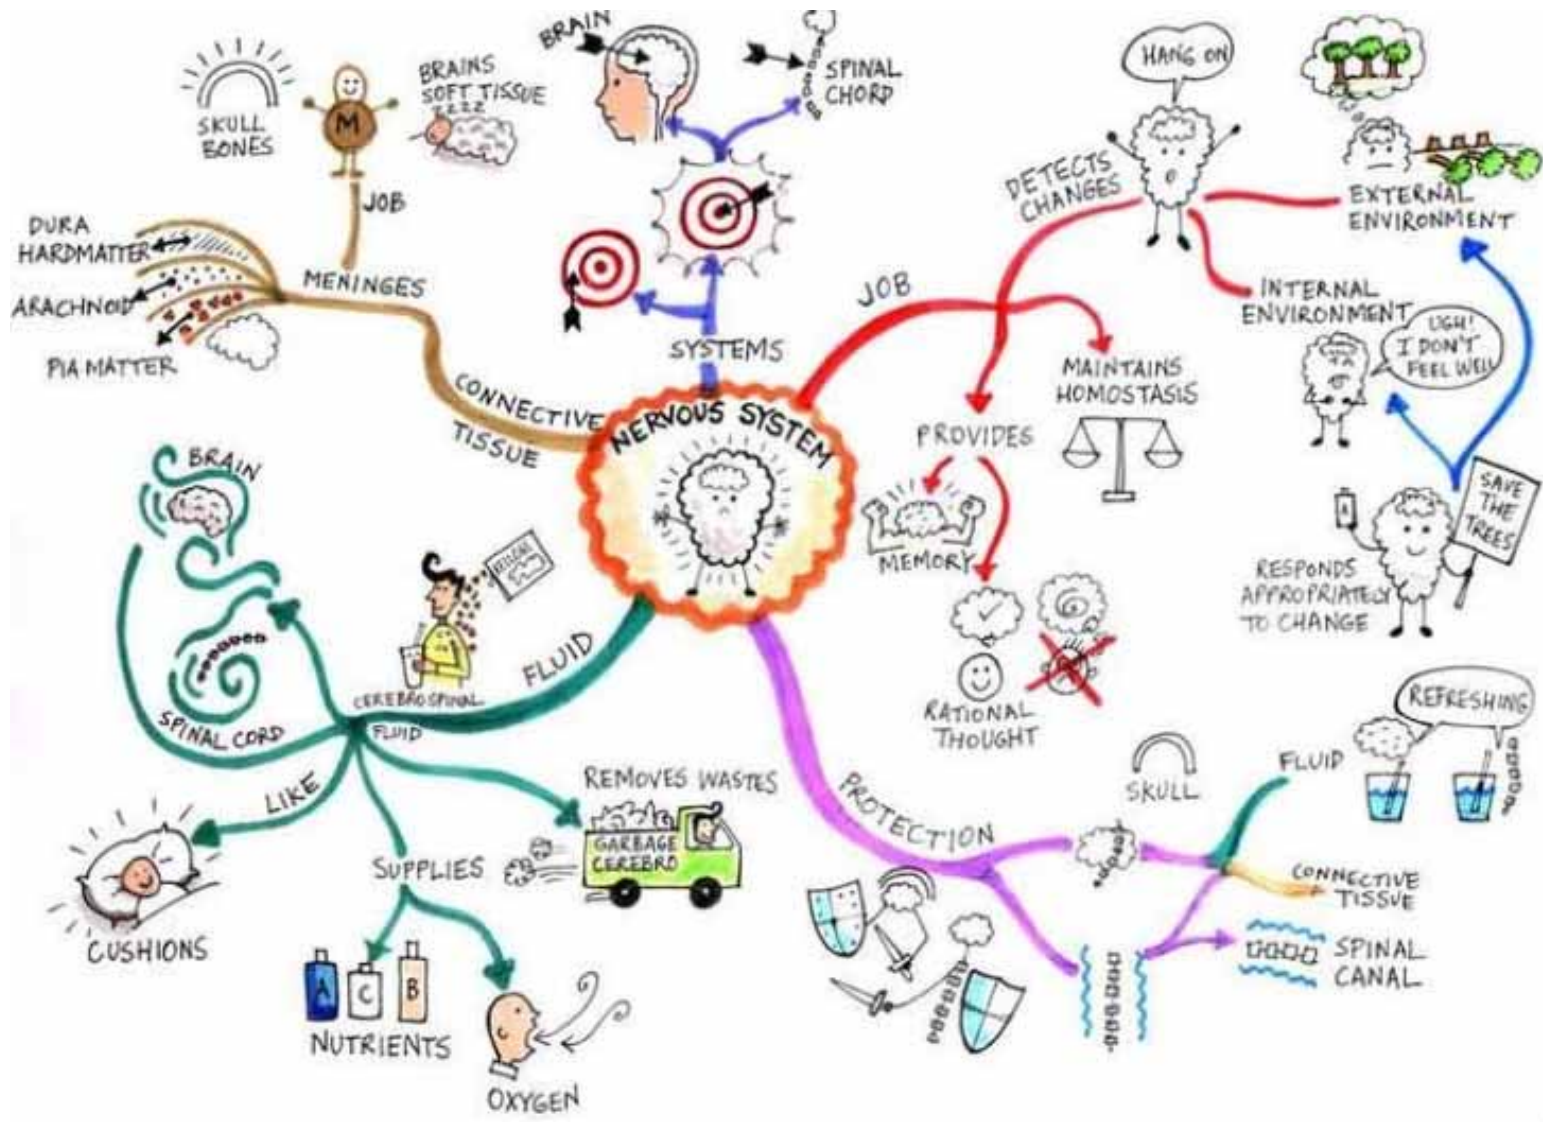 NERVOUS SYSTEM
SYSTEMS
BRAIN
SPINAL
CHORD
CONNECTIVE
TISSUE
MENINGES
JOB
M
SKULL
BONES
BRAINS
SOFT TISSUE
ZZZZ
DURA
HARDMATTER
ARACHNOID
PIA MATTER
JOB
DETECTS
CHANGES
HANG ON
EXTERNAL
ENVIRONMENT
INTERNAL
ENVIRONMENT
UGH!
I DON'T
FEEL WELL
MAINTAINS
HOMOSTASIS
PROVIDES
MEMORY
RATIONAL
THOUGHT
SAVE
THE
TREES
RESPONDS
APPROPRIATELY
TO CHANGE
FLUID
CEREBROSPINAL
FLUID
BRAIN
SPINAL CORD
LIKE
CUSHIONS
SUPPLIES
A
C
B
NUTRIENTS
OXYGEN
REMOVES WASTES
GARBAGE
CEREBRO
PROTECTION
SKULL
FLUID
REFRESHING
CONNECTIVE
TISSUE
SPINAL
CANAL